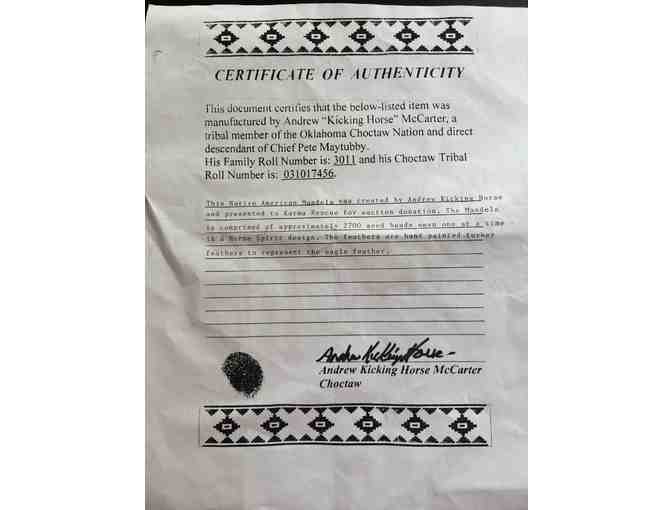 CERTIFICATE OF AUTHENTICITY
This document certifies that the below-listed item was
manufactured by Andrew "Kicking Horse" McCarter, a
tribal member of the Oklahoma Choctaw Nation and direct
descendant of Chief Pete Maytubby.
His Family Roll Number is: 3011 and his Choctaw Tribal
Roll Number is: 031017456.
This Native American Mandela was created by Andrew Kicking Horse
and presented to Karma Rescue for auction donation. The Mandela
is comprised of approximately 2700 seed beads sewn one at a time
in a Horse Spirit design. The feathers are hand painted turkey
feathers to represent the eagle feather.
Andrew Kicking Horse
Andrew Kicking Horse McCarter
Choctaw